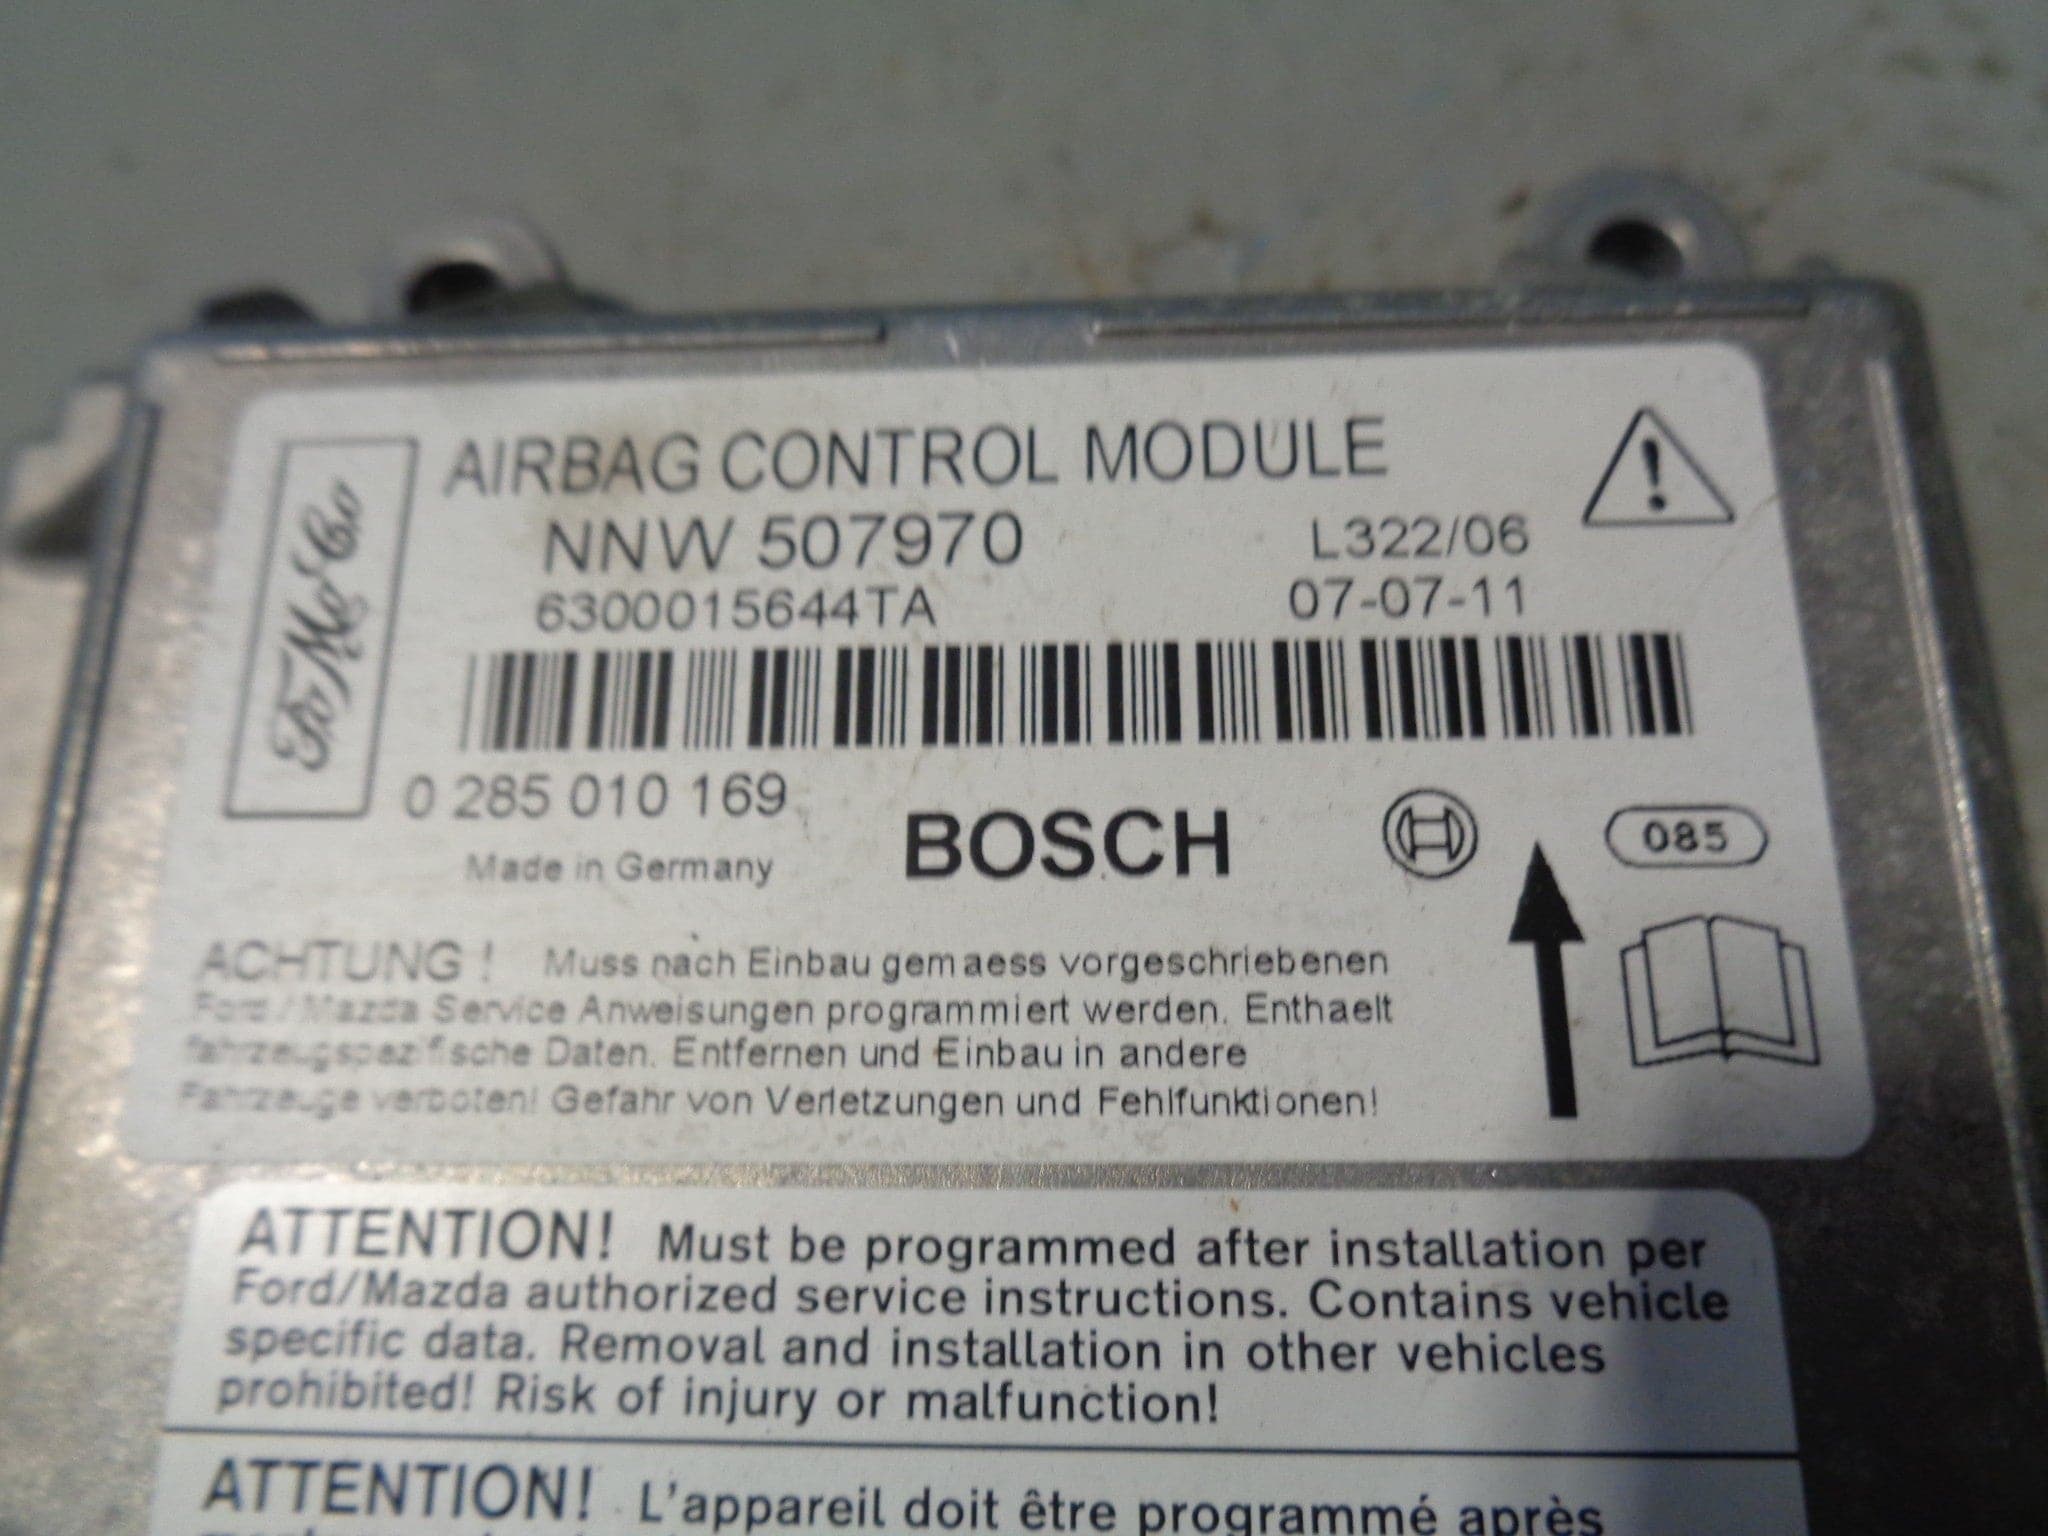 AIRBAG CONTROL MODULE
FoMoCo
NNW 507970 L322/06
6300015644TA 07-07-11
0 285 010 169
Made in Germany
BOSCH
085
ACHTUNG ! Muss nach Einbau gemaess vorgeschriebenen
Ford/Mazda Service Anweisungen programmiert werden. Enthaelt
fahrzeugspezifische Daten. Entfernen und Einbau in andere
Fahrzeuge verboten! Gefahr von Verletzungen und Fehlfunktionen!
ATTENTION! Must be programmed after installation per
Ford/Mazda authorized service instructions. Contains vehicle
specific data. Removal and installation in other vehicles
prohibited! Risk of injury or malfunction!
ATTENTION! L'appareil doit être programmé après